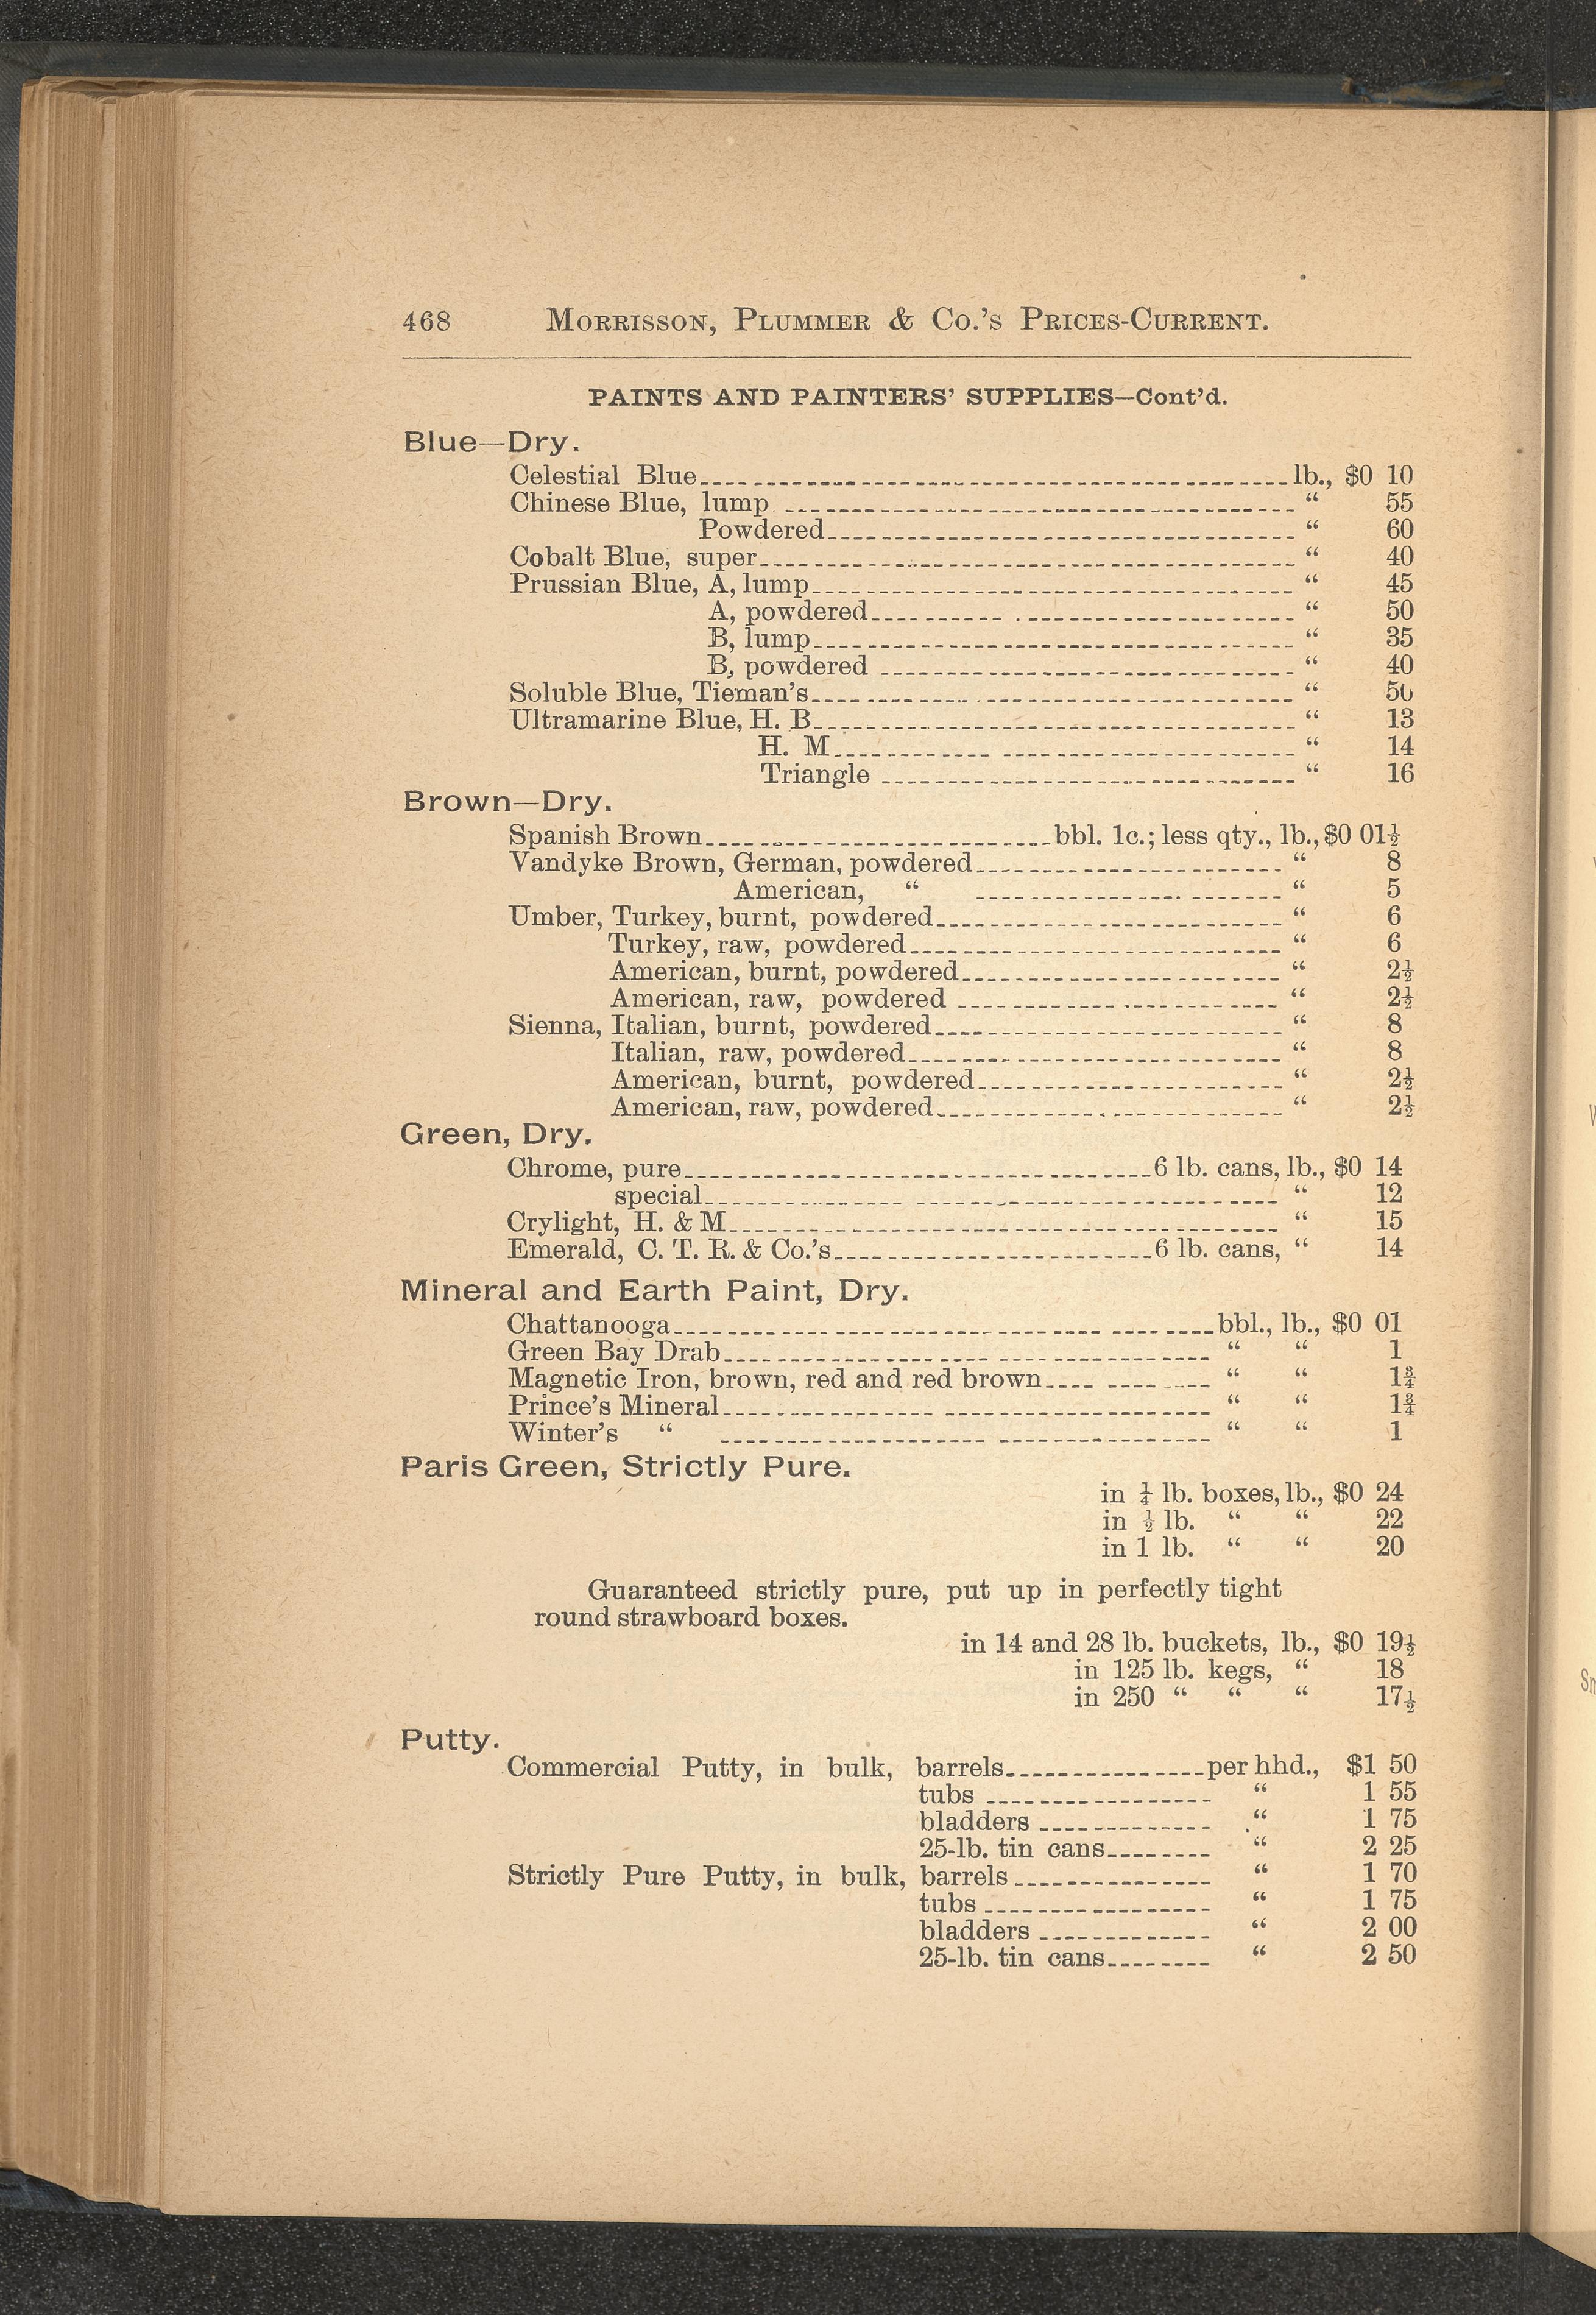 468 MORRISSON, PLUMMER & CO.'S PRICES-CURRENT.
PAINTS AND PAINTERS' SUPPLIES—Cont'd.
Blue—Dry.
Celestial Blue lb., $0 10
Chinese Blue, lump “ 55
Powdered “ 60
Cobalt Blue, super “ 40
Prussian Blue, A, lump “ 45
A, powdered “ 50
B, lump “ 35
B, powdered “ 40
Soluble Blue, Tieman's “ 50
Ultramarine Blue, H. B “ 13
H. M “ 14
Triangle “ 16
Brown—Dry.
Spanish Brown bbl. 1c.; less qty., lb., $0 01½
Vandyke Brown, German, powdered “ 8
American, “ “ 5
Umber, Turkey, burnt, powdered “ 6
Turkey, raw, powdered “ 6
American, burnt, powdered “ 2½
American, raw, powdered “ 2½
Sienna, Italian, burnt, powdered “ 8
Italian, raw, powdered “ 8
American, burnt, powdered “ 2½
American, raw, powdered “ 2½
Green, Dry.
Chrome, pure 6 lb. cans, lb., $0 14
special “ 12
Crylight, H. & M “ 15
Emerald, C. T. R. & Co.'s 6 lb. cans, “ 14
Mineral and Earth Paint, Dry.
Chattanooga bbl., lb., $0 01
Green Bay Drab “ “ 1
Magnetic Iron, brown, red and red brown “ “ 1¾
Prince's Mineral “ “ 1¾
Winter's “ “ “ 1
Paris Green, Strictly Pure.
in ¼ lb. boxes, lb., $0 24
in ½ lb. “ “ 22
in 1 lb. “ “ 20
Guaranteed strictly pure, put up in perfectly tight
round strawboard boxes.
in 14 and 28 lb. buckets, lb., $0 19½
in 125 lb. kegs, “ 18
in 250 “ “ “ 17½
Putty.
Commercial Putty, in bulk, barrels per hhd., $1 50
tubs “ 1 55
bladders “ 1 75
25-lb. tin cans “ 2 25
Strictly Pure Putty, in bulk, barrels “ 1 70
tubs “ 1 75
bladders “ 2 00
25-lb. tin cans “ 2 50